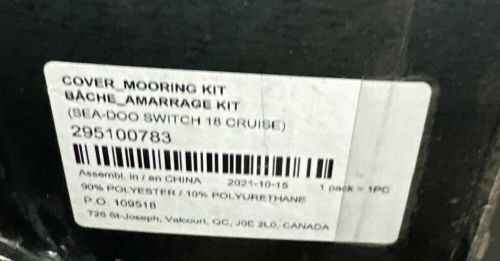 COVER_MOORING KIT
BÂCHE_AMARRAGE KIT
(SEA-DOO SWITCH 18 CRUISE)
295100783
Assembl. in / en CHINA 2021-10-15 1 pack = 1PC
90% POLYESTER / 10% POLYURETHANE
P.O. 109518
726 St-Joseph, Valcourt, QC, J0E 2L0, CANADA